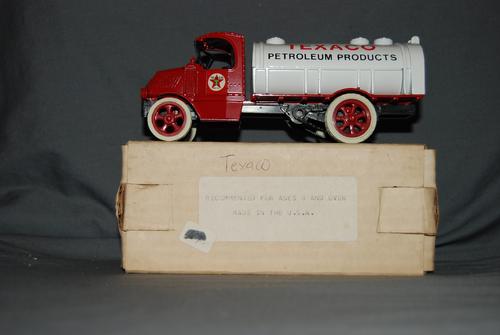 TEXACO
PETROLEUM PRODUCTS
Texaco
RECOMMENDED FOR AGES 3 AND OVER
MADE IN THE U.S.A.